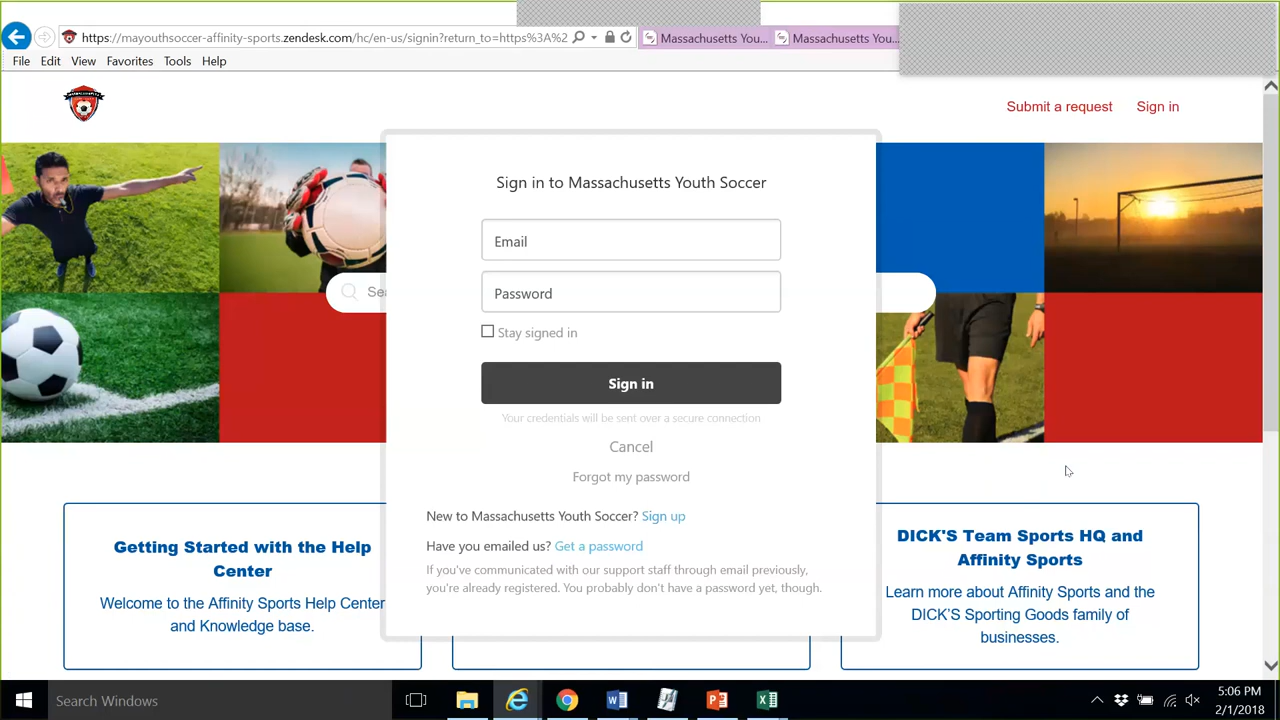 https://mayouthsoccer-affinity-sports.zendesk.com/hc/en-us/signin?return_to=https%3A%2
Massachusetts You...
Massachusetts You...
File Edit View Favorites Tools Help
Submit a request Sign in
Sign in to Massachusetts Youth Soccer
Email
Password
Stay signed in
Sign in
Your credentials will be sent over a secure connection
Cancel
Forgot my password
New to Massachusetts Youth Soccer? Sign up
Have you emailed us? Get a password
If you've communicated with our support staff through email previously,
you're already registered. You probably don't have a password yet, though.
Getting Started with the Help
Center
Welcome to the Affinity Sports Help Center
and Knowledge base.
DICK'S Team Sports HQ and
Affinity Sports
Learn more about Affinity Sports and the
DICK'S Sporting Goods family of
businesses.
Search Windows
5:06 PM
2/1/2018